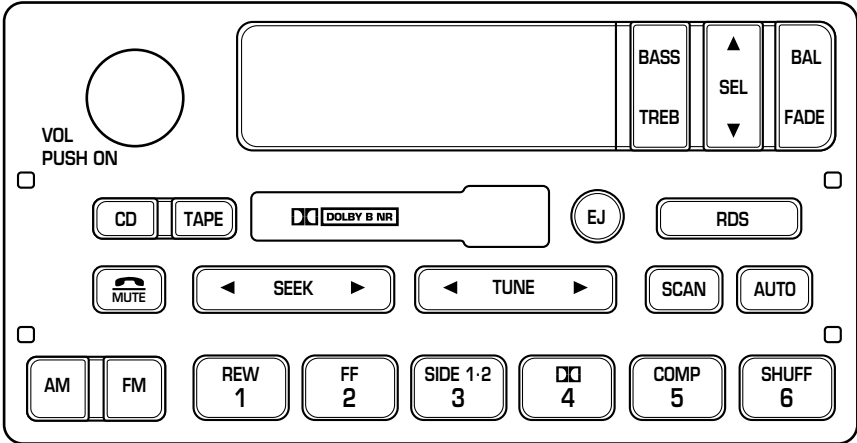 BASS
SEL
BAL
TREB
FADE
VOL
PUSH ON
CD
TAPE
DOLBY B NR
EJ
RDS
MUTE
SEEK
TUNE
SCAN
AUTO
AM
FM
REW
1
FF
2
SIDE 1·2
3
4
COMP
5
SHUFF
6